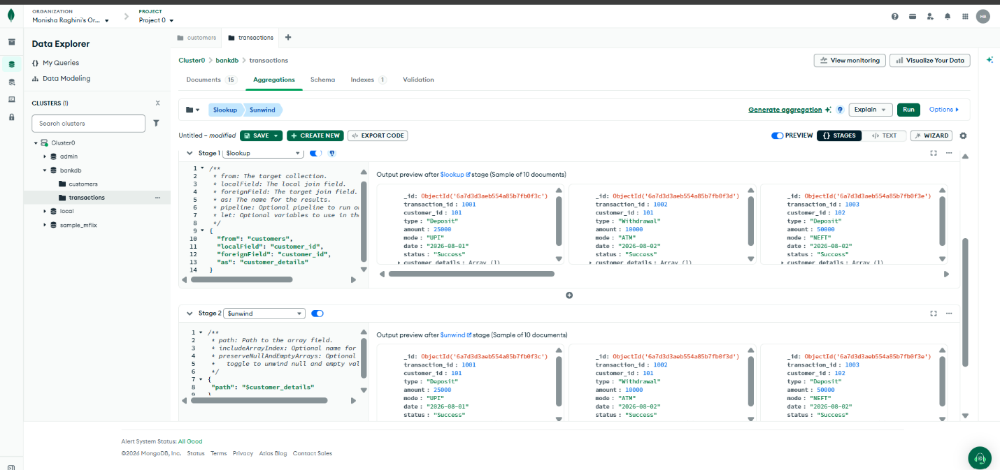 ORGANIZATION
Monisha Raghini's Or...
PROJECT
Project 0
MR
Data Explorer
{} My Queries
Data Modeling
CLUSTERS (1)
Search clusters
Cluster0
admin
bankdb
customers
transactions
local
sample_mflix
customers
transactions
Cluster0 > bankdb > transactions
View monitoring
Visualize Your Data
Documents 15
Aggregations
Schema
Indexes 1
Validation
$lookup
$unwind
Generate aggregation
Explain
Run
Options
Untitled – modified
SAVE
+ CREATE NEW
</> EXPORT CODE
PREVIEW
{} STAGES
</> TEXT
WIZARD
Stage 1 $lookup
1 /**
2 * from: The target collection.
3 * localField: The local join field.
4 * foreignField: The target join field.
5 * as: The name for the results.
6 * pipeline: Optional pipeline to run o
7 * let: Optional variables to use in the
8 */
9 {
10 "from": "customers",
11 "localField": "customer_id",
12 "foreignField": "customer_id",
13 "as": "customer_details"
14 }
Output preview after $lookup stage (Sample of 10 documents)
_id: ObjectId('6a7d3d3aeb554a85b7fb0f3c')
transaction_id : 1001
customer_id : 101
type : "Deposit"
amount : 25000
mode : "UPI"
date : "2026-08-01"
status : "Success"
customer_details : Array (1)
_id: ObjectId('6a7d3d3aeb554a85b7fb0f3d')
transaction_id : 1002
customer_id : 101
type : "Withdrawal"
amount : 10000
mode : "ATM"
date : "2026-08-02"
status : "Success"
customer_details : Array (1)
_id: ObjectId('6a7d3d3aeb554a85b7fb0f3e')
transaction_id : 1003
customer_id : 102
type : "Deposit"
amount : 50000
mode : "NEFT"
date : "2026-08-02"
status : "Success"
customer_details : Array (1)
Stage 2 $unwind
1 /**
2 * path: Path to the array field.
3 * includeArrayIndex: Optional name for
4 * preserveNullAndEmptyArrays: Optional
5 * toggle to unwind null and empty val
6 */
7 {
8 "path": "$customer_details"
9 }
Output preview after $unwind stage (Sample of 10 documents)
_id: ObjectId('6a7d3d3aeb554a85b7fb0f3c')
transaction_id : 1001
customer_id : 101
type : "Deposit"
amount : 25000
mode : "UPI"
date : "2026-08-01"
status : "Success"
_id: ObjectId('6a7d3d3aeb554a85b7fb0f3d')
transaction_id : 1002
customer_id : 101
type : "Withdrawal"
amount : 10000
mode : "ATM"
date : "2026-08-02"
status : "Success"
_id: ObjectId('6a7d3d3aeb554a85b7fb0f3e')
transaction_id : 1003
customer_id : 102
type : "Deposit"
amount : 50000
mode : "NEFT"
date : "2026-08-02"
status : "Success"
Alert System Status: All Good
©2026 MongoDB, Inc. Status Terms Privacy Atlas Blog Contact Sales